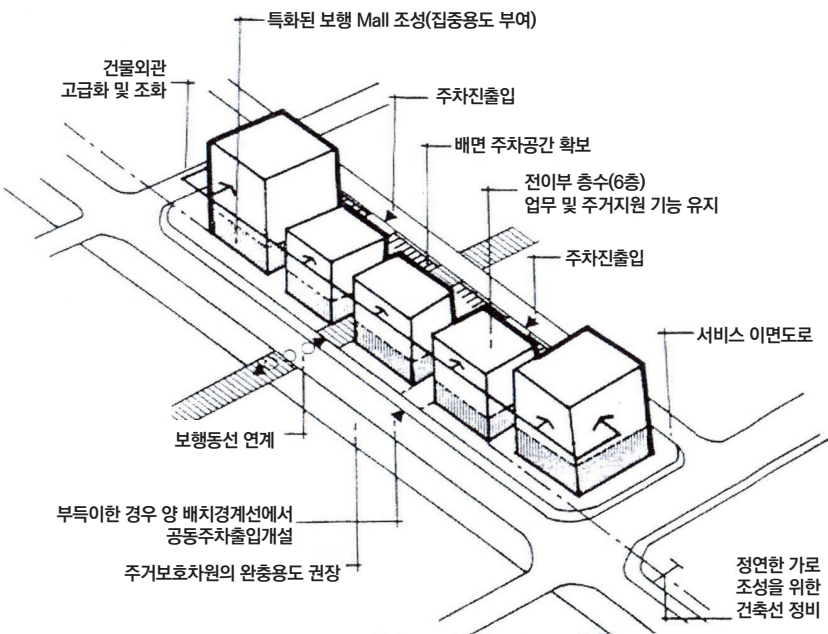 특화된 보행 Mall 조성(집중용도 부여)
건물외관
고급화 및 조화
주차진출입
배면 주차공간 확보
전이부 층수(6층)
업무 및 주거지원 기능 유지
주차진출입
서비스 이면도로
보행동선 연계
부득이한 경우 양 배치경계선에서
공동주차출입개설
주거보호차원의 완충용도 권장
정연한 가로
조성을 위한
건축선 정비